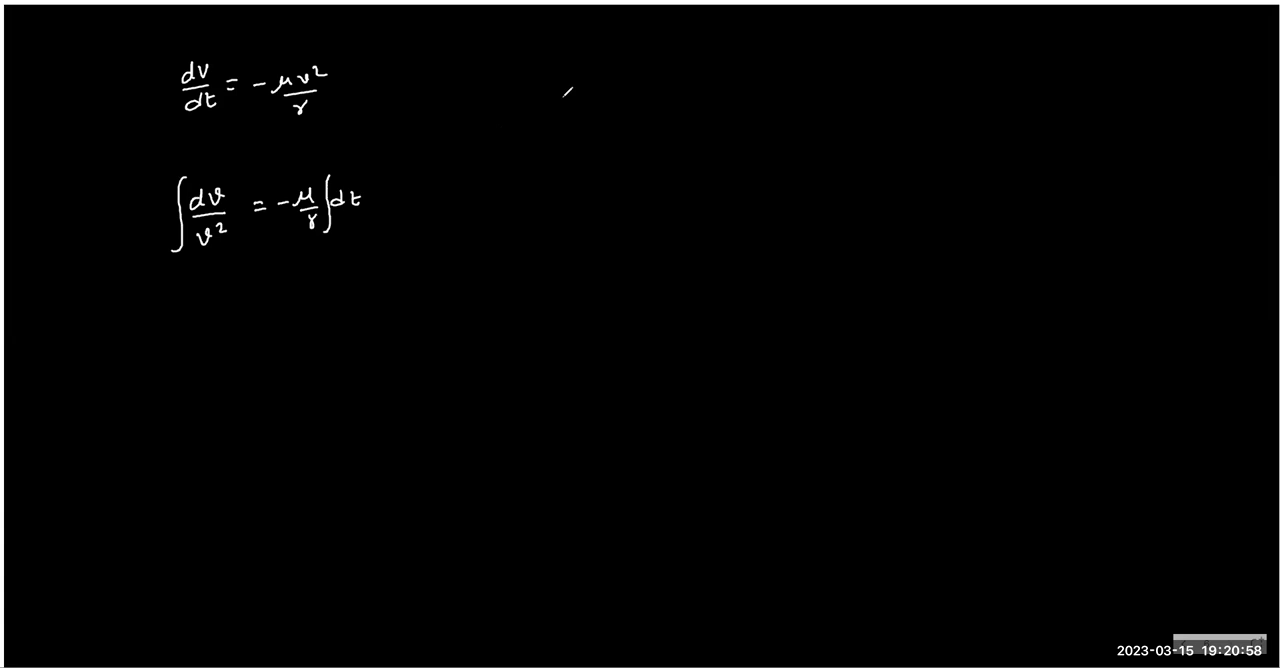 dv/dt = -μv²/r
∫dv/v² = -μ/r ∫dt
2023-03-15 19:20:58